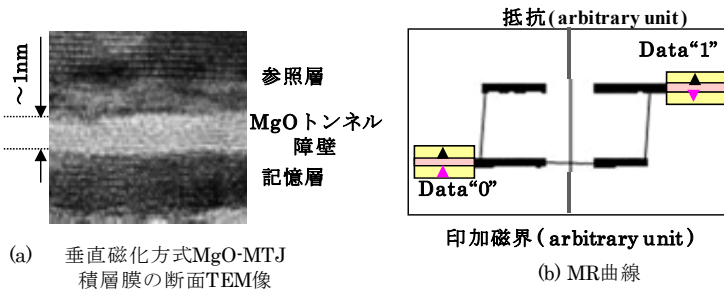 ～1nm
参照層
MgOトンネル
障壁
記憶層
(a) 垂直磁化方式MgO-MTJ
積層膜の断面TEM像
抵抗(arbitrary unit)
Data“1”
Data“0”
印加磁界(arbitrary unit)
(b) MR曲線